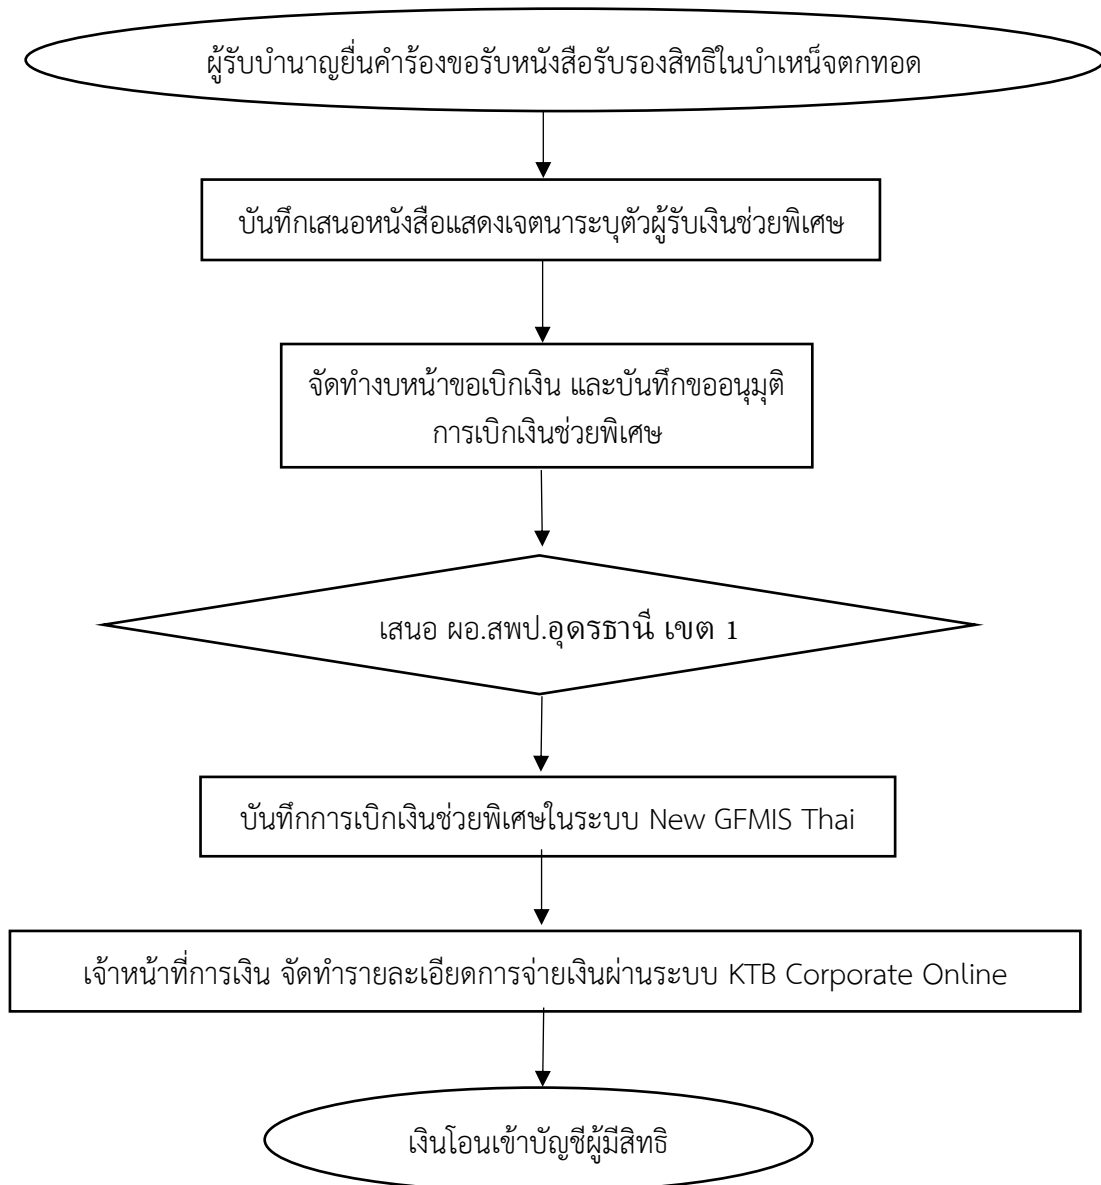 ผู้รับบำนาญยื่นคำร้องขอรับหนังสือรับรองสิทธิในบำเหน็จตกทอด
บันทึกเสนอหนังสือแสดงเจตนาระบุตัวผู้รับเงินช่วยพิเศษ
จัดทำงบหน้าขอเบิกเงิน และบันทึกขออนุมุติ
การเบิกเงินช่วยพิเศษ
เสนอ ผอ.สพป.อุดรธานี เขต 1
บันทึกการเบิกเงินช่วยพิเศษในระบบ New GFMIS Thai
เจ้าหน้าที่การเงิน จัดทำรายละเอียดการจ่ายเงินผ่านระบบ KTB Corporate Online
เงินโอนเข้าบัญชีผู้มีสิทธิ